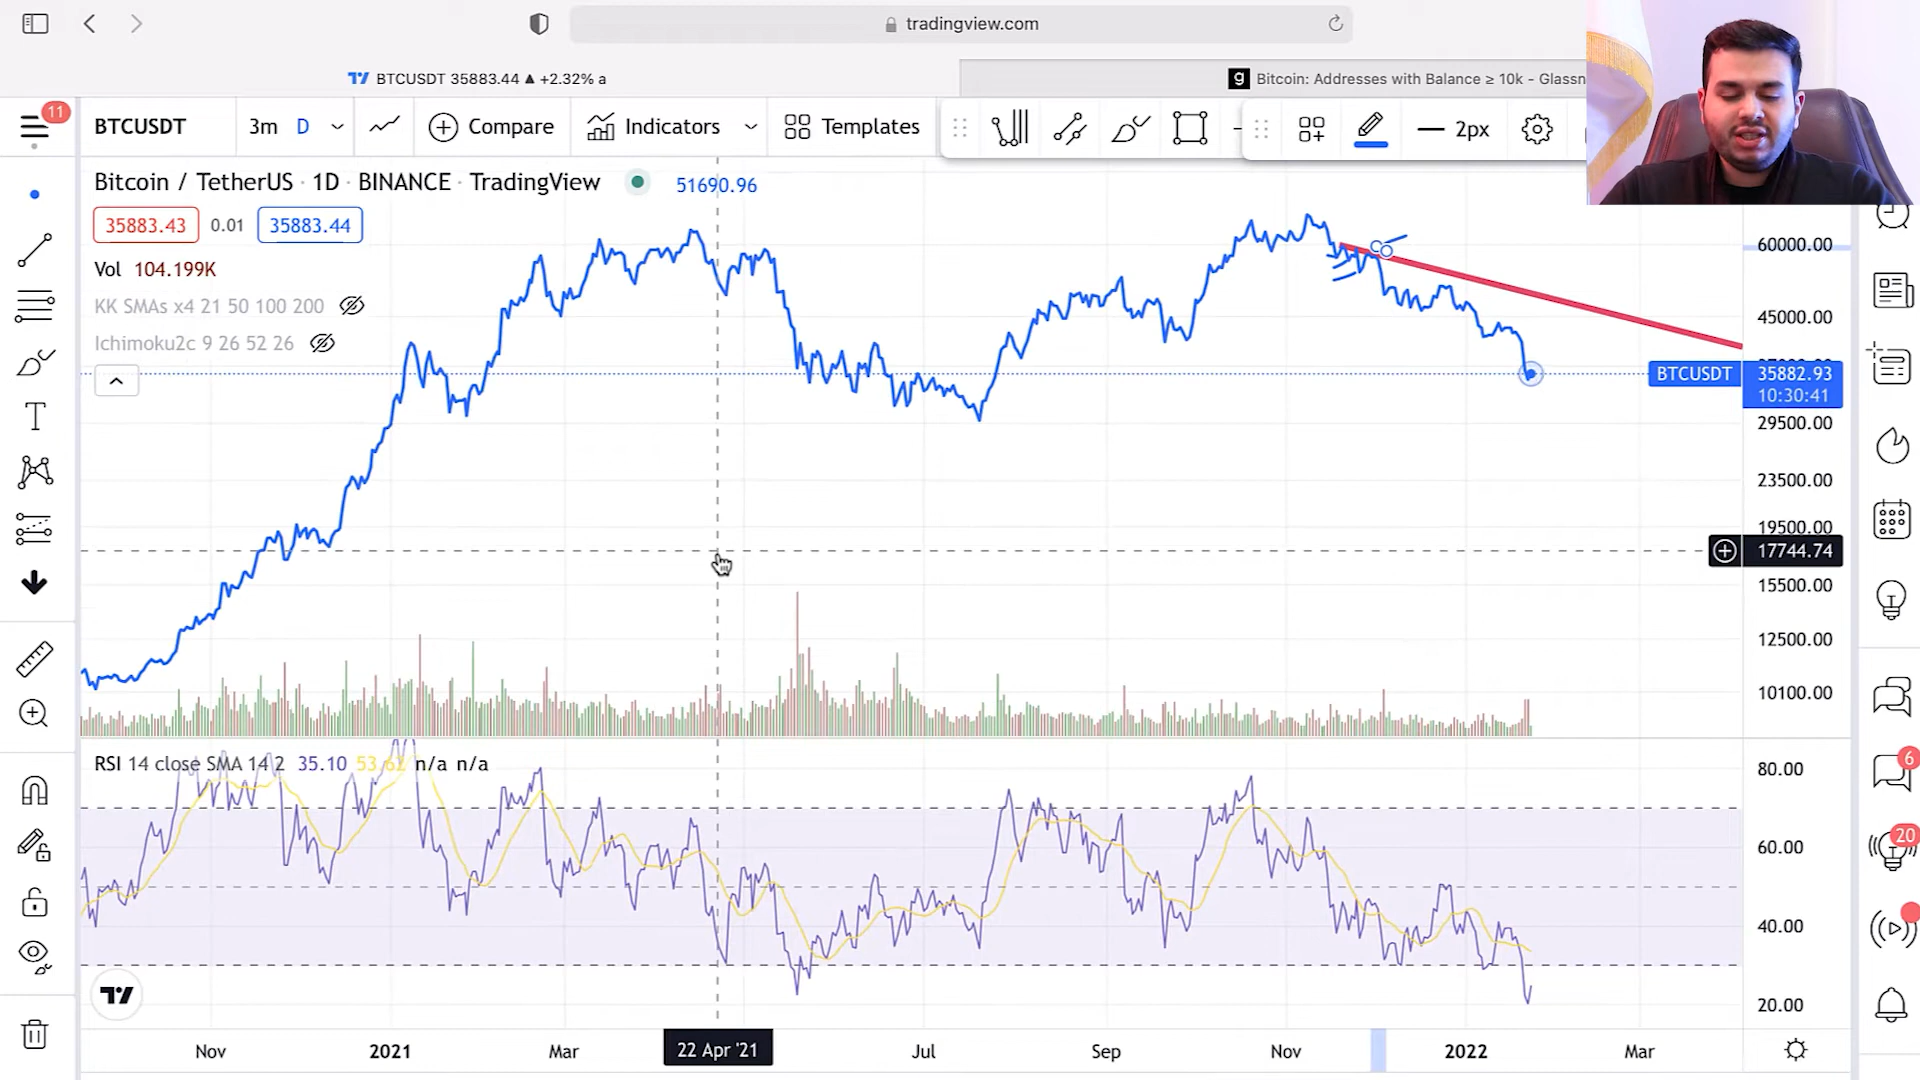 tradingview.com
BTCUSDT 35883.44 ▲ +2.32% a
g Bitcoin: Addresses with Balance ≥ 10k - Glassn
11
BTCUSDT 3m D Compare Indicators Templates 2px
Bitcoin / TetherUS · 1D · BINANCE · TradingView 51690.96
35883.43 0.01 35883.44
Vol 104.199K
KK SMAs x4 21 50 100 200
Ichimoku2c 9 26 52 26
60000.00
45000.00
BTCUSDT 35882.93
10:30:41
29500.00
23500.00
19500.00
17744.74
15500.00
12500.00
10100.00
RSI 14 close SMA 14 2 35.10 n/a n/a
80.00
60.00
40.00
20.00
6
20
Nov 2021 Mar 22 Apr '21 Jul Sep Nov 2022 Mar